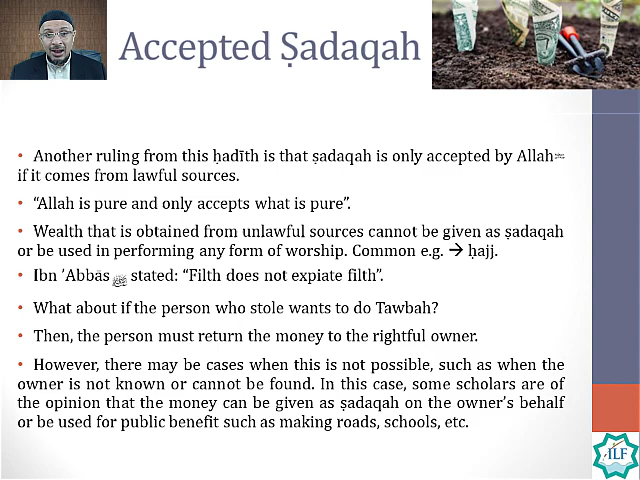 Accepted Ṣadaqah
• Another ruling from this ḥadīth is that ṣadaqah is only accepted by Allah
if it comes from lawful sources.
• “Allah is pure and only accepts what is pure”.
• Wealth that is obtained from unlawful sources cannot be given as ṣadaqah
or be used in performing any form of worship. Common e.g. → ḥajj.
• Ibn ’Abbās stated: “Filth does not expiate filth”.
• What about if the person who stole wants to do Tawbah?
• Then, the person must return the money to the rightful owner.
• However, there may be cases when this is not possible, such as when the
owner is not known or cannot be found. In this case, some scholars are of
the opinion that the money can be given as ṣadaqah on the owner’s behalf
or be used for public benefit such as making roads, schools, etc.
ILF